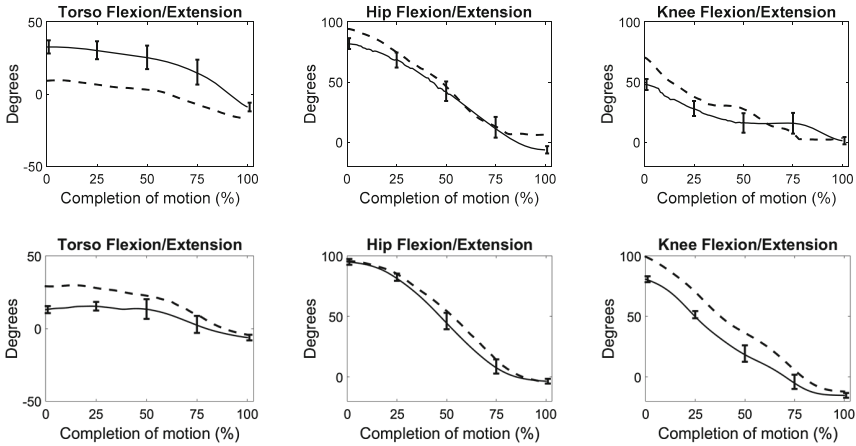 Torso Flexion/Extension
50
0
-50
Degrees
0 25 50 75 100
Completion of motion (%)
Hip Flexion/Extension
100
50
0
Degrees
0 25 50 75 100
Completion of motion (%)
Knee Flexion/Extension
100
50
0
Degrees
0 25 50 75 100
Completion of motion (%)
Torso Flexion/Extension
50
0
-50
Degrees
0 25 50 75 100
Completion of motion (%)
Hip Flexion/Extension
100
50
0
Degrees
0 25 50 75 100
Completion of motion (%)
Knee Flexion/Extension
100
50
0
Degrees
0 25 50 75 100
Completion of motion (%)